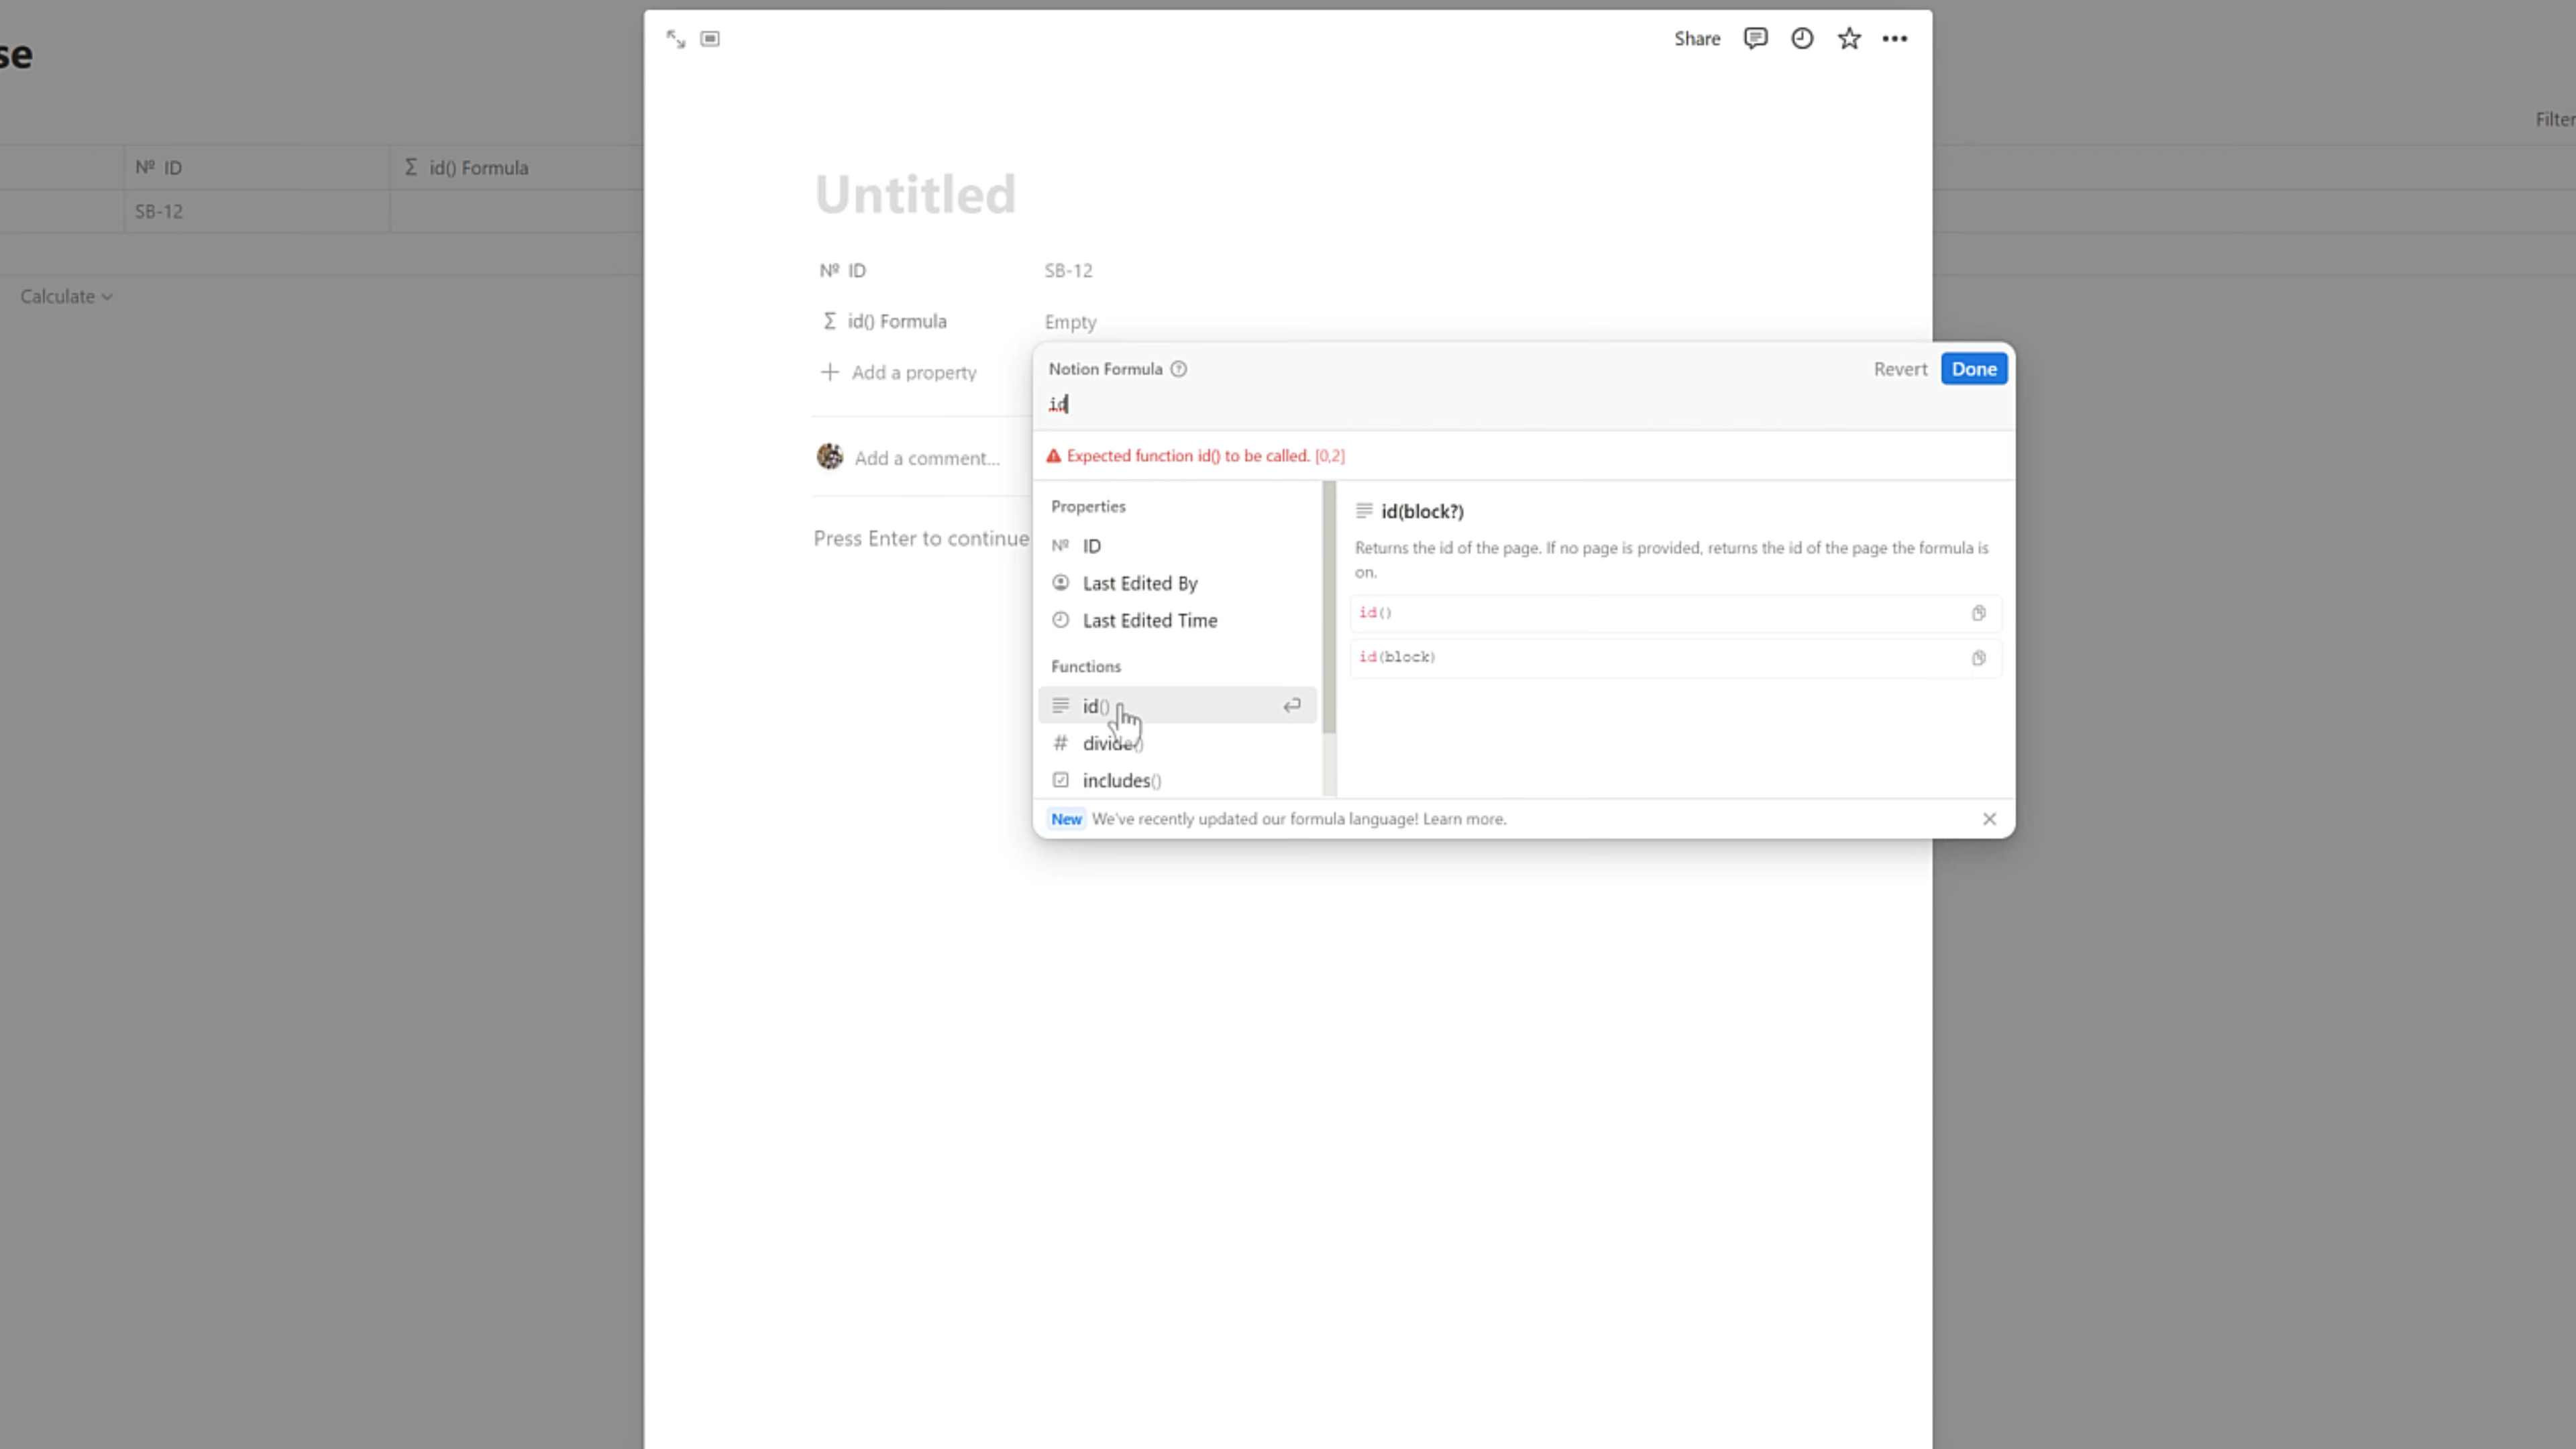 se
Filter
Nº ID
Σ id() Formula
SB-12
Calculate
Share
Untitled
Nº ID
SB-12
Σ id() Formula
Empty
Add a property
Add a comment...
Press Enter to continue
Notion Formula
Revert
Done
id
Expected function id() to be called. [0,2]
Properties
Nº ID
Last Edited By
Last Edited Time
Functions
id()
# divide()
includes()
id(block?)
Returns the id of the page. If no page is provided, returns the id of the page the formula is
on.
id()
id(block)
New We've recently updated our formula language! Learn more.